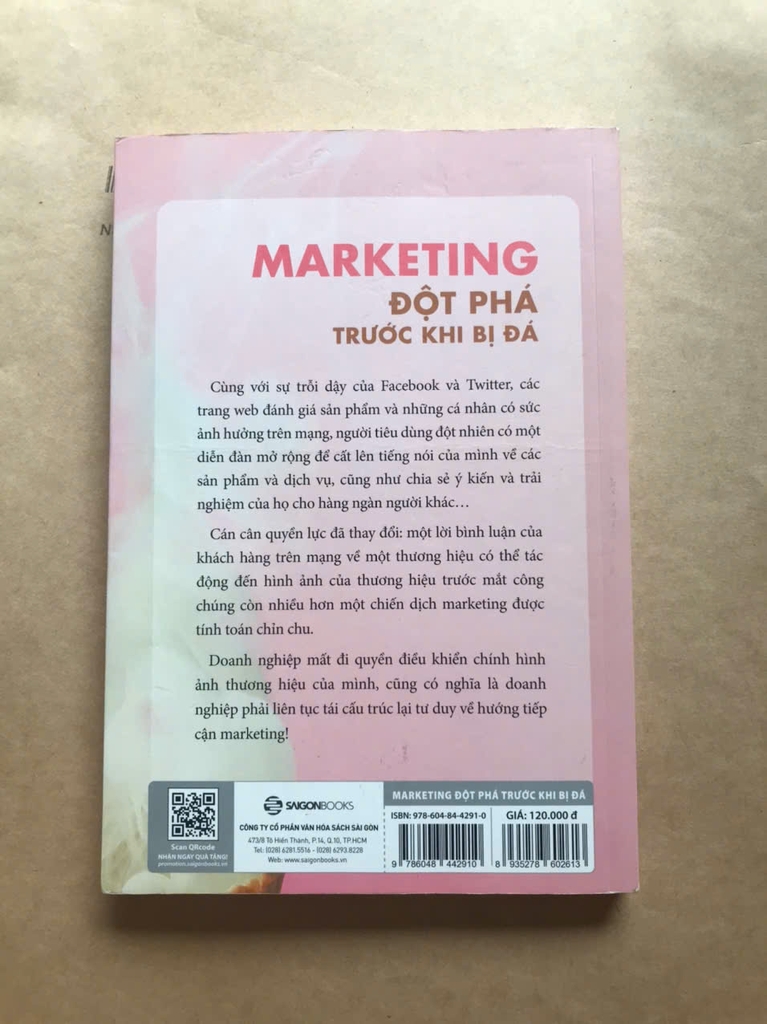 MARKETING
ĐỘT PHÁ
TRƯỚC KHI BỊ ĐÁ
Cùng với sự trỗi dậy của Facebook và Twitter, các
trang web đánh giá sản phẩm và những cá nhân có sức
ảnh hưởng trên mạng, người tiêu dùng đột nhiên có một
diễn đàn mở rộng để cất lên tiếng nói của mình về các
sản phẩm và dịch vụ, cũng như chia sẻ ý kiến và trải
nghiệm của họ cho hàng ngàn người khác...
Cán cân quyền lực đã thay đổi: một lời bình luận của
khách hàng trên mạng về một thương hiệu có thể tác
động đến hình ảnh của thương hiệu trước mắt công
chúng còn nhiều hơn một chiến dịch marketing được
tính toán chỉn chu.
Doanh nghiệp mất đi quyền điều khiển chính hình
ảnh thương hiệu của mình, cũng có nghĩa là doanh
nghiệp phải liên tục tái cấu trúc lại tư duy về hướng tiếp
cận marketing!
Scan QRcode
NHẬN NGAY QUÀ TẶNG!
promotion.saigonbooks.vn
SAIGONBOOKS
CÔNG TY CỔ PHẦN VĂN HÓA SÁCH SÀI GÒN
473/8 Tô Hiến Thành, P.14, Q.10, TP.HCM
Tel: (028) 6281.5516 - (028) 6293.8228
Web: www.saigonbooks.vn
MARKETING ĐỘT PHÁ TRƯỚC KHI BỊ ĐÁ
ISBN: 978-604-84-4291-0
GIÁ: 120.000 đ
9 786048 442910
8 935278 602613